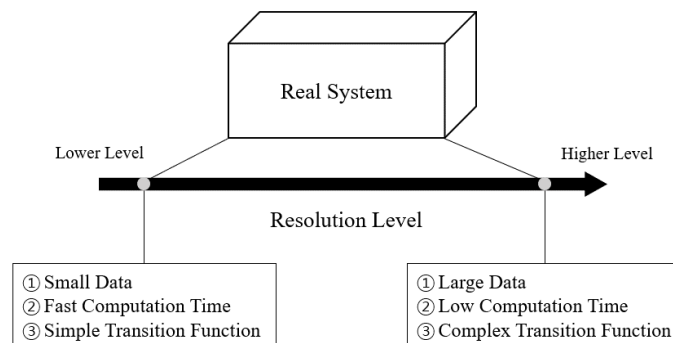 Real System
Lower Level
Higher Level
Resolution Level
① Small Data
② Fast Computation Time
③ Simple Transition Function
① Large Data
② Low Computation Time
③ Complex Transition Function